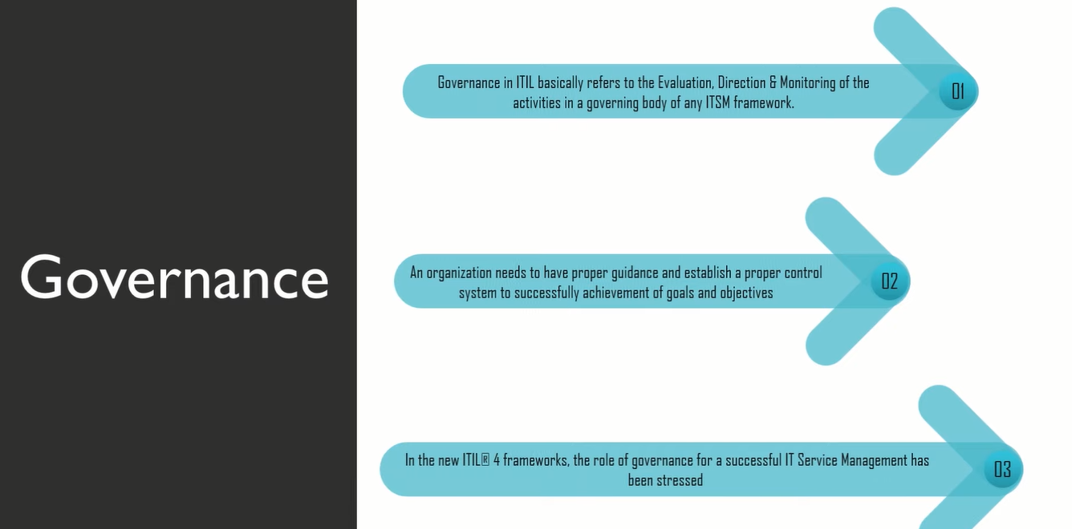 Governance
Governance in ITIL basically refers to the Evaluation, Direction & Monitoring of the
activities in a governing body of any ITSM framework.
01
An organization needs to have proper guidance and establish a proper control
system to successfully achievement of goals and objectives
02
In the new ITIL® 4 frameworks, the role of governance for a successful IT Service Management has
been stressed
03